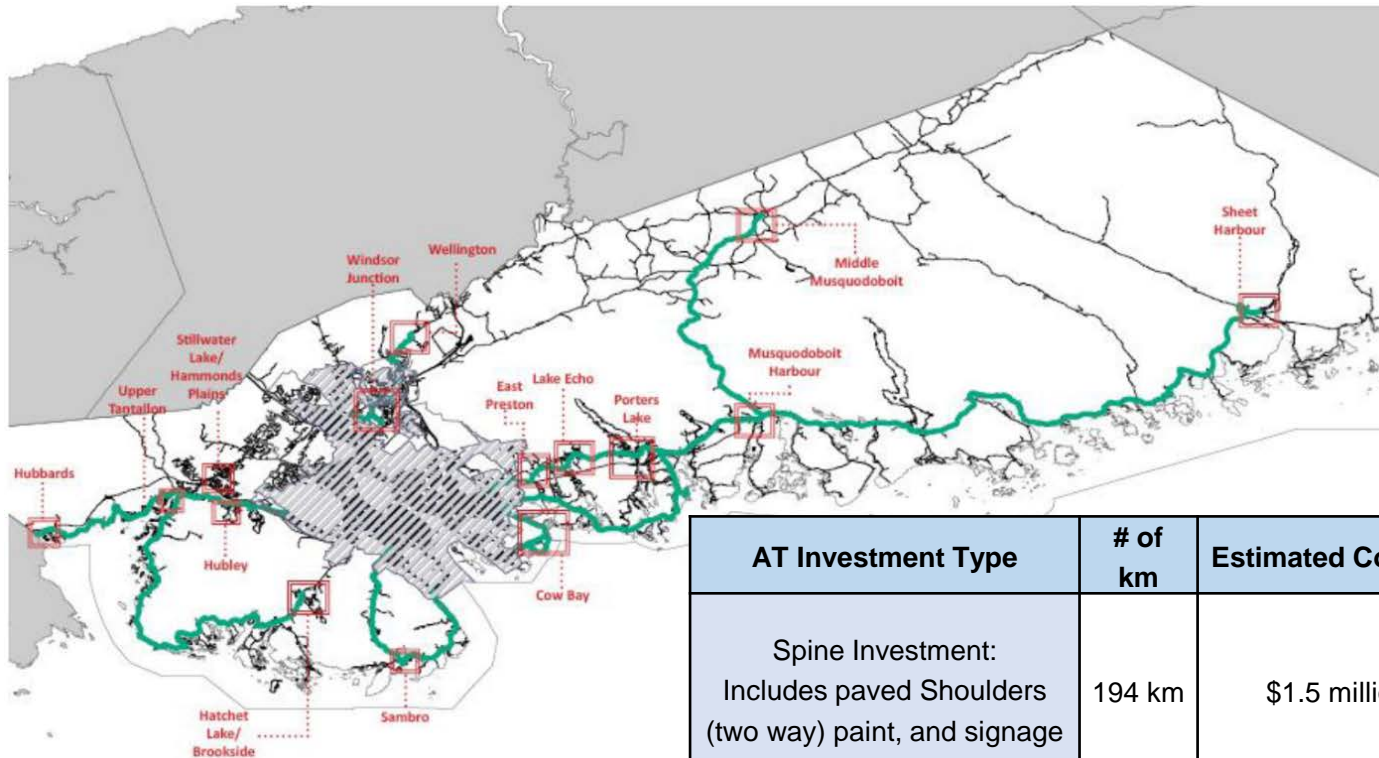 Sheet
Harbour
Wellington
Windsor
Junction
Middle
Musquodoboit
Stillwater
Lake/
Hammonds
Plains
Musquodoboit
Harbour
Upper
Tantallon
East
Preston
Lake Echo
Porters
Lake
Hubbards
Hubley
Cow Bay
Hatchet
Lake/
Brookside
Sambro
AT Investment Type
# of
km
Estimated
Spine Investment:
Includes paved Shoulders
(two way) paint, and signage
194 km
$1.5